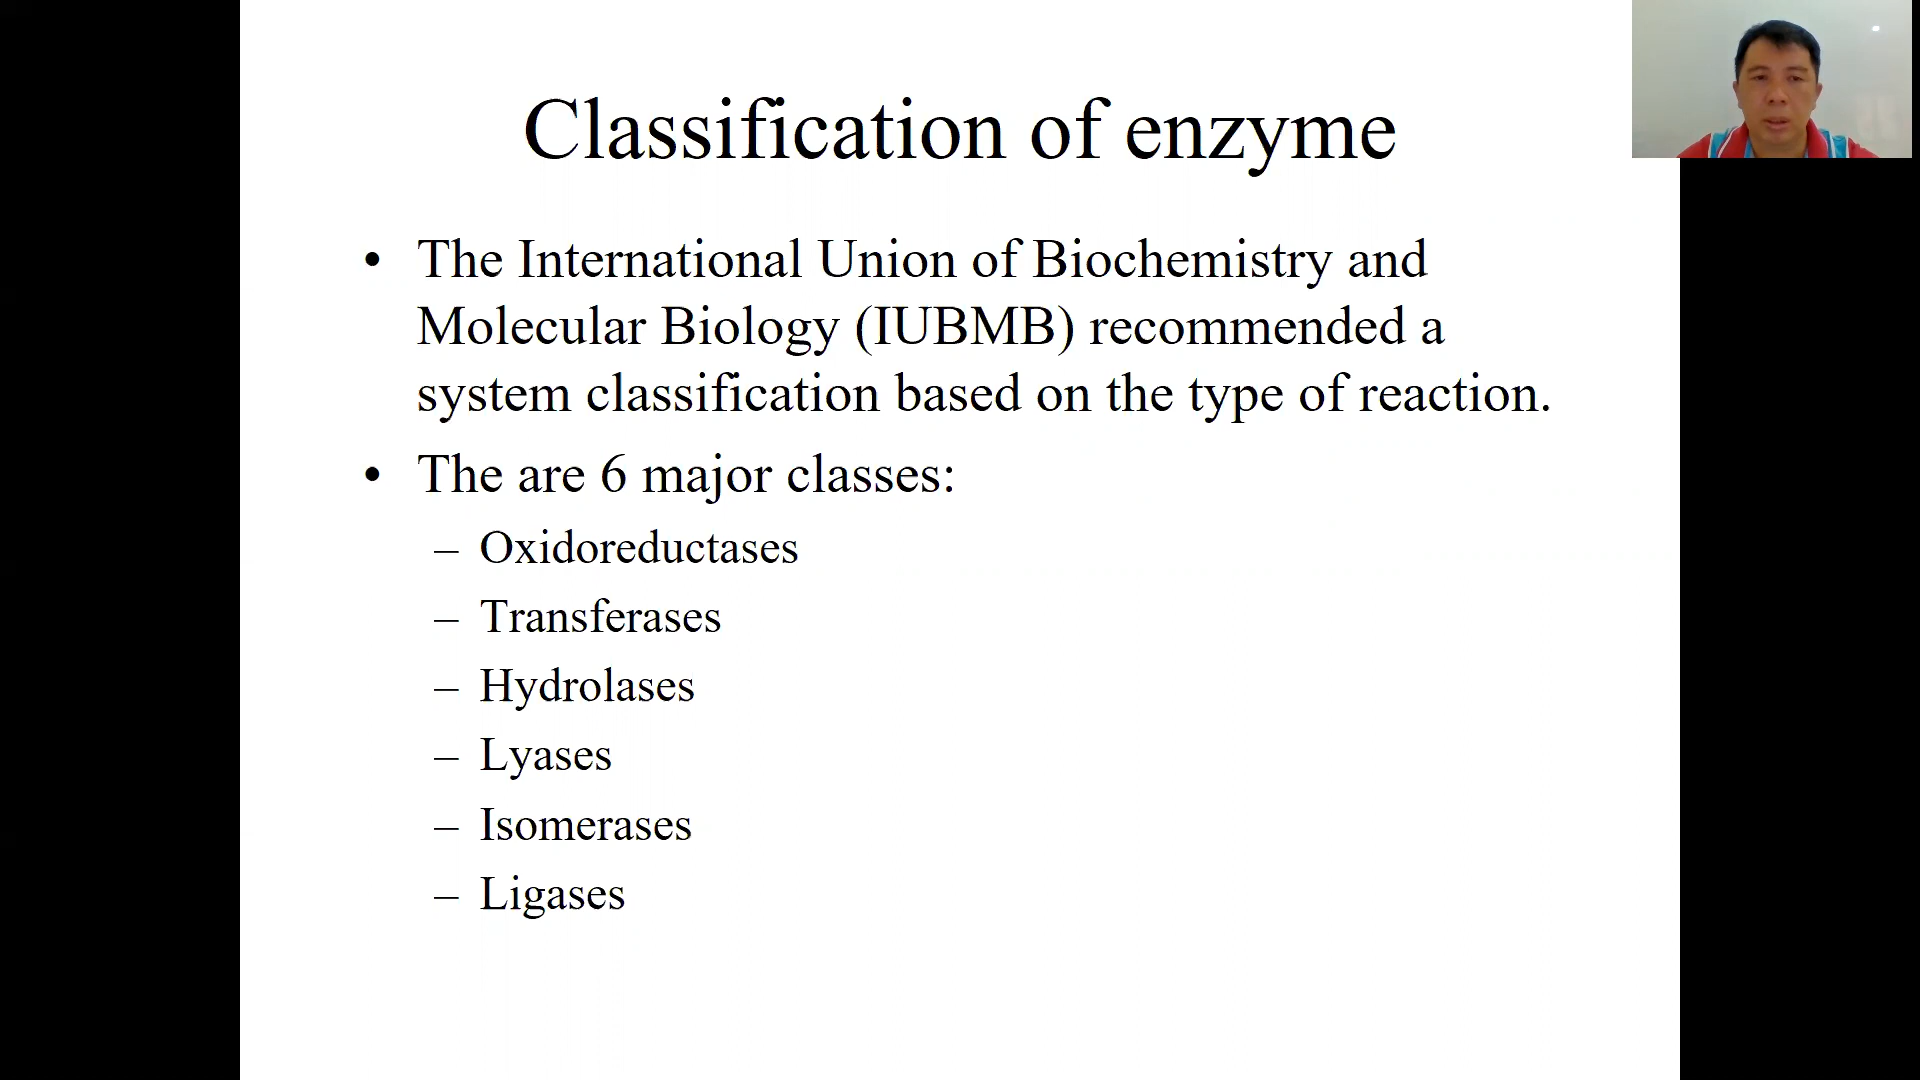 Classification of enzyme
• The International Union of Biochemistry and
Molecular Biology (IUBMB) recommended a
system classification based on the type of reaction.
• The are 6 major classes:
– Oxidoreductases
– Transferases
– Hydrolases
– Lyases
– Isomerases
– Ligases